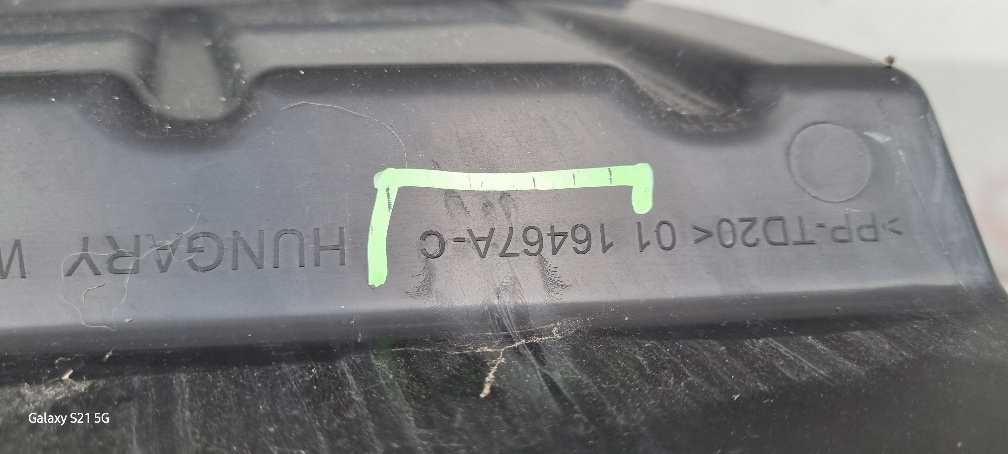 >PP-TD20< 01 16467A-C HUNGARY
Galaxy S21 5G